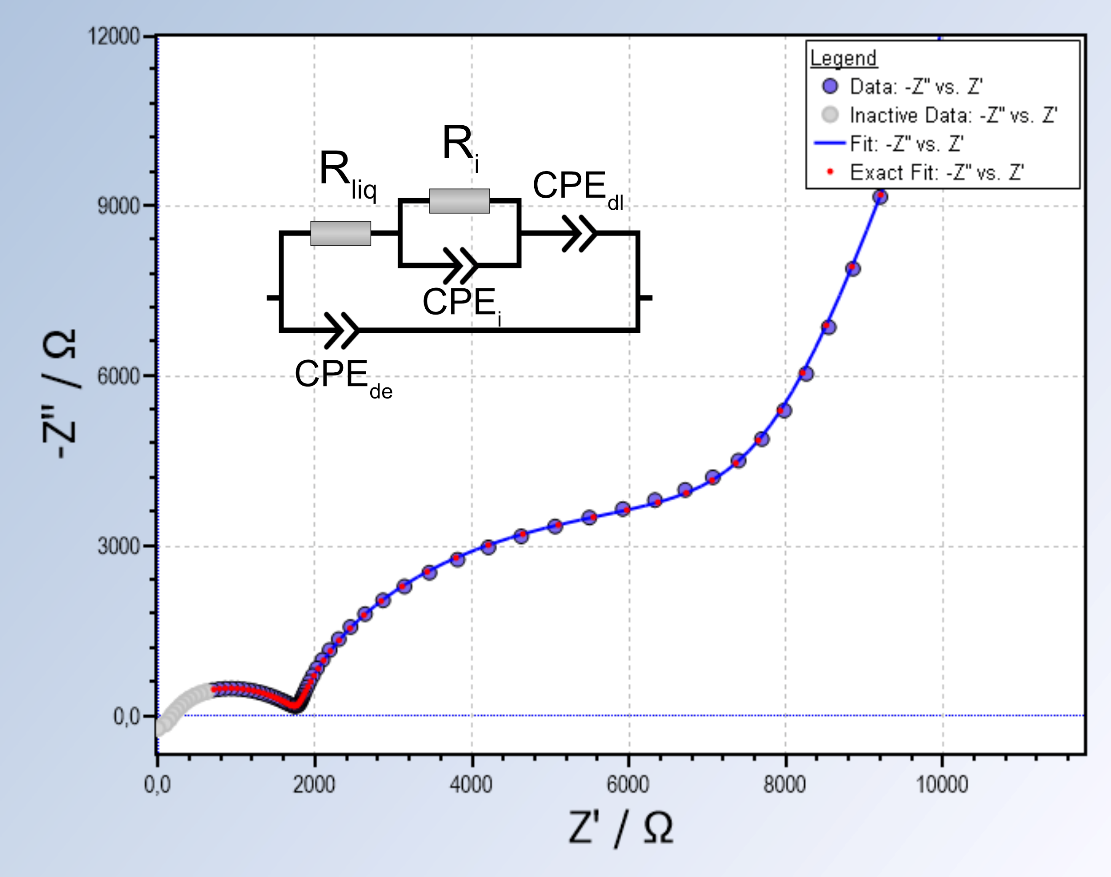 12000
9000
6000
3000
0,0
-Z" / Ω
Legend
Data: -Z" vs. Z'
Inactive Data: -Z" vs. Z'
Fit: -Z" vs. Z'
Exact Fit: -Z" vs. Z'
R_liq
R_i
CPE_dl
CPE_i
CPE_de
0,0 2000 4000 6000 8000 10000
Z' / Ω